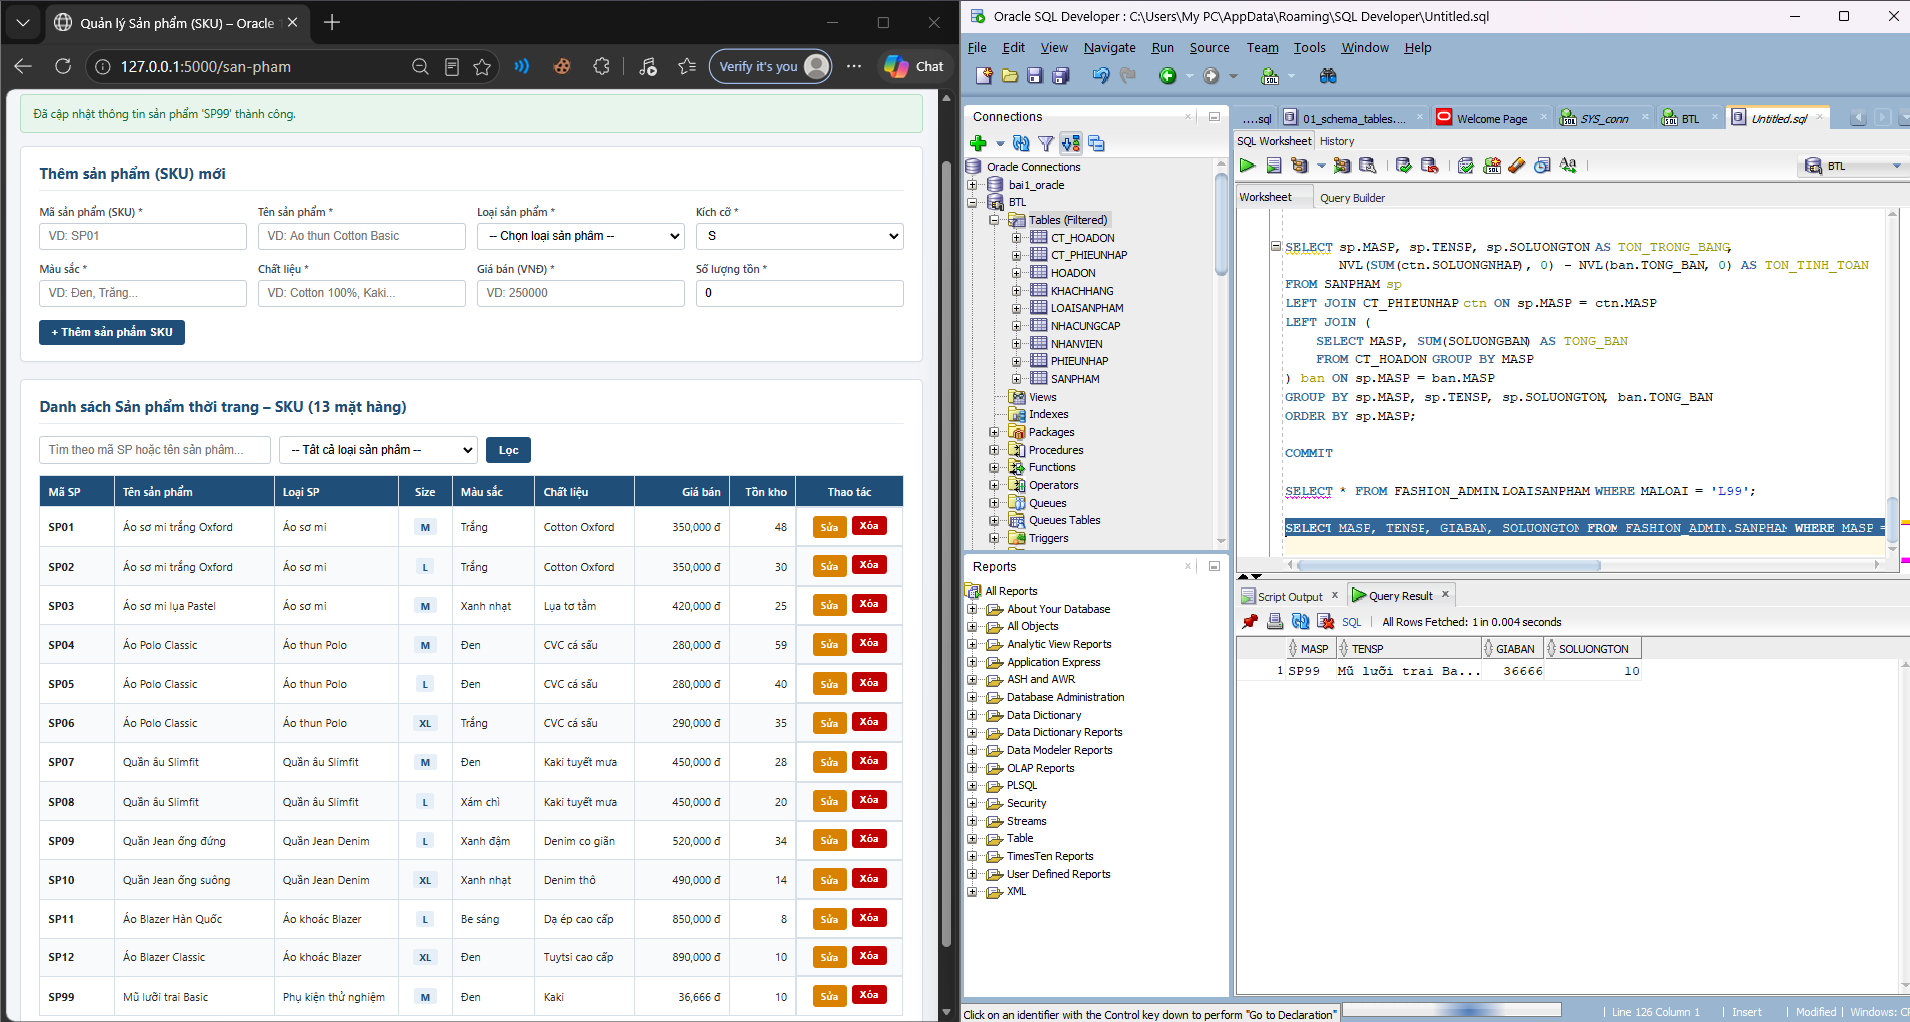 Quản lý Sản phẩm (SKU) – Oracle
127.0.0.1:5000/san-pham
Verify it's you
Chat
Đã cập nhật thông tin sản phẩm 'SP99' thành công.
Thêm sản phẩm (SKU) mới
Mã sản phẩm (SKU) * Tên sản phẩm * Loại sản phẩm * Kích cỡ *
VD: SP01 VD: Ao thun Cotton Basic -- Chọn loại sản phẩm -- S
Màu sắc * Chất liệu * Giá bán (VNĐ) * Số lượng tồn *
VD: Đen, Trắng... VD: Cotton 100%, Kaki... VD: 250000 0
+ Thêm sản phẩm SKU
Danh sách Sản phẩm thời trang – SKU (13 mặt hàng)
Tìm theo mã SP hoặc tên sản phẩm... -- Tất cả loại sản phẩm -- Lọc
Mã SP Tên sản phẩm Loại SP Size Màu sắc Chất liệu Giá bán Tồn kho Thao tác
SP01 Áo sơ mi trắng Oxford Áo sơ mi M Trắng Cotton Oxford 350,000 đ 48 Sửa Xóa
SP02 Áo sơ mi trắng Oxford Áo sơ mi L Trắng Cotton Oxford 350,000 đ 30 Sửa Xóa
SP03 Áo sơ mi lụa Pastel Áo sơ mi M Xanh nhạt Lụa tơ tằm 420,000 đ 25 Sửa Xóa
SP04 Áo Polo Classic Áo thun Polo M Đen CVC cá sấu 280,000 đ 59 Sửa Xóa
SP05 Áo Polo Classic Áo thun Polo L Đen CVC cá sấu 280,000 đ 40 Sửa Xóa
SP06 Áo Polo Classic Áo thun Polo XL Trắng CVC cá sấu 290,000 đ 35 Sửa Xóa
SP07 Quần âu Slimfit Quần âu Slimfit M Đen Kaki tuyết mưa 450,000 đ 28 Sửa Xóa
SP08 Quần âu Slimfit Quần âu Slimfit L Xám chì Kaki tuyết mưa 450,000 đ 20 Sửa Xóa
SP09 Quần Jean ống đứng Quần Jean Denim L Xanh đậm Denim co giãn 520,000 đ 34 Sửa Xóa
SP10 Quần Jean ống suông Quần Jean Denim XL Xanh nhạt Denim thô 490,000 đ 14 Sửa Xóa
SP11 Áo Blazer Hàn Quốc Áo khoác Blazer L Be sáng Dạ ép cao cấp 850,000 đ 8 Sửa Xóa
SP12 Áo Blazer Classic Áo khoác Blazer XL Đen Tuytsi cao cấp 890,000 đ 10 Sửa Xóa
SP99 Mũ lưỡi trai Basic Phụ kiện thử nghiệm M Đen Kaki 36,666 đ 10 Sửa Xóa
Oracle SQL Developer : C:\Users\My PC\AppData\Roaming\SQL Developer\Untitled.sql
File Edit View Navigate Run Source Team Tools Window Help
Connections
Oracle Connections
bai1_oracle
BTL
Tables (Filtered)
CT_HOADON
CT_PHIEUNHAP
HOADON
KHACHHANG
LOAISANPHAM
NHACUNGCAP
NHANVIEN
PHIEUNHAP
SANPHAM
Views
Indexes
Packages
Procedures
Functions
Operators
Queues
Queues Tables
Triggers
Reports
All Reports
About Your Database
All Objects
Analytic View Reports
Application Express
ASH and AWR
Database Administration
Data Dictionary
Data Dictionary Reports
Data Modeler Reports
OLAP Reports
PLSQL
Security
Streams
Table
TimesTen Reports
User Defined Reports
XML
....sql 01_schema_tables.... Welcome Page SYS_conn BTL Untitled.sql
SQL Worksheet History
BTL
Worksheet Query Builder
SELECT sp.MASP, sp.TENSP, sp.SOLUONGTON AS TON_TRONG_BANG,
NVL(SUM(ctn.SOLUONGNHAP), 0) - NVL(ban.TONG_BAN, 0) AS TON_TINH_TOAN
FROM SANPHAM sp
LEFT JOIN CT_PHIEUNHAP ctn ON sp.MASP = ctn.MASP
LEFT JOIN (
SELECT MASP, SUM(SOLUONGBAN) AS TONG_BAN
FROM CT_HOADON GROUP BY MASP
) ban ON sp.MASP = ban.MASP
GROUP BY sp.MASP, sp.TENSP, sp.SOLUONGTON, ban.TONG_BAN
ORDER BY sp.MASP;
COMMIT
SELECT * FROM FASHION_ADMIN.LOAISANPHAM WHERE MALOAI = 'L99';
SELECT MASP, TENSP, GIABAN, SOLUONGTON FROM FASHION_ADMIN.SANPHAM WHERE MASP =
Script Output Query Result
SQL All Rows Fetched: 1 in 0.004 seconds
MASP TENSP GIABAN SOLUONGTON
1 SP99 Mũ lưỡi trai Ba... 36666 10
Click on an identifier with the Control key down to perform "Go to Declaration"
Line 126 Column 1 Insert Modified Windows: CF